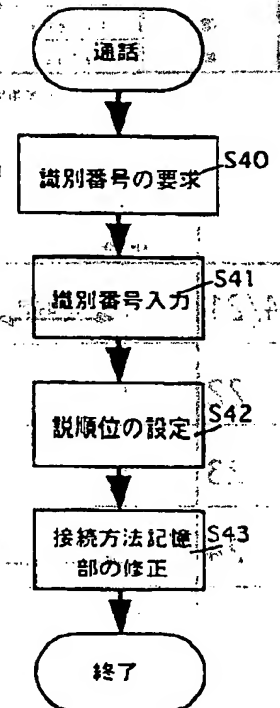 通話
識別番号の要求
S40
識別番号入力
S41
説順位の設定
S42
接続方法記憶
部の修正
S43
終了